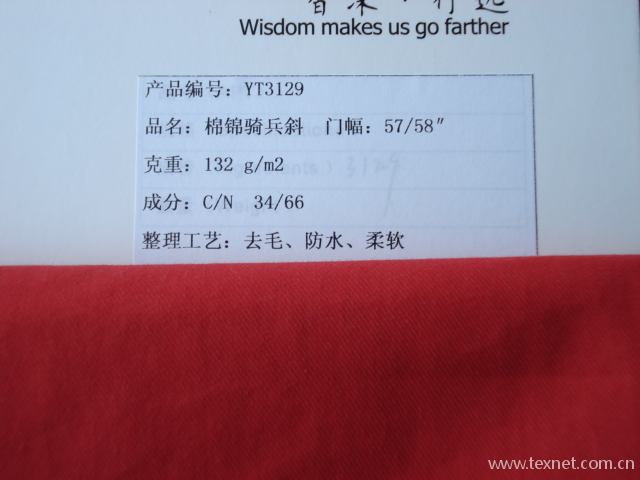 Wisdom makes us go farther
产品编号：YT3129
品名：棉锦骑兵斜 门幅：57/58″
克重：132 g/m2
成分：C/N 34/66
整理工艺：去毛、防水、柔软
www.texnet.com.cn